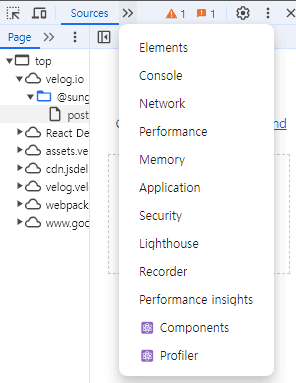 Sources
1
1
Page
top
velog.io
@sung
post
React De
assets.ve
cdn.jsdel
velog.vel
webpack
www.goo
Elements
Console
Network
Performance
Memory
Application
Security
Lighthouse
Recorder
Performance insights
Components
Profiler
nd